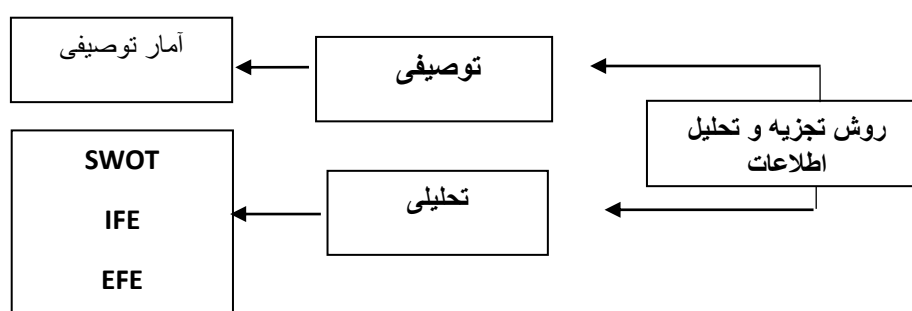 روش تجزیه و تحلیل
اطلاعات
توصیفی
آمار توصیفی
تحلیلی
SWOT
IFE
EFE